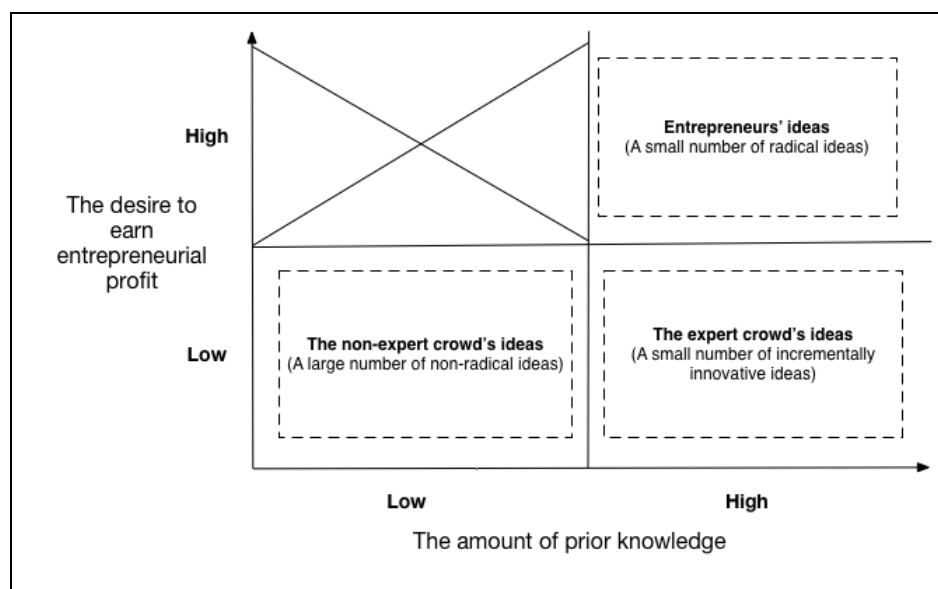 High
Entrepreneurs' ideas
(A small number of radical ideas)
The desire to
earn
entrepreneurial
profit
Low
The non-expert crowd's ideas
(A large number of non-radical ideas)
The expert crowd's ideas
(A small number of incrementally
innovative ideas)
Low
High
The amount of prior knowledge